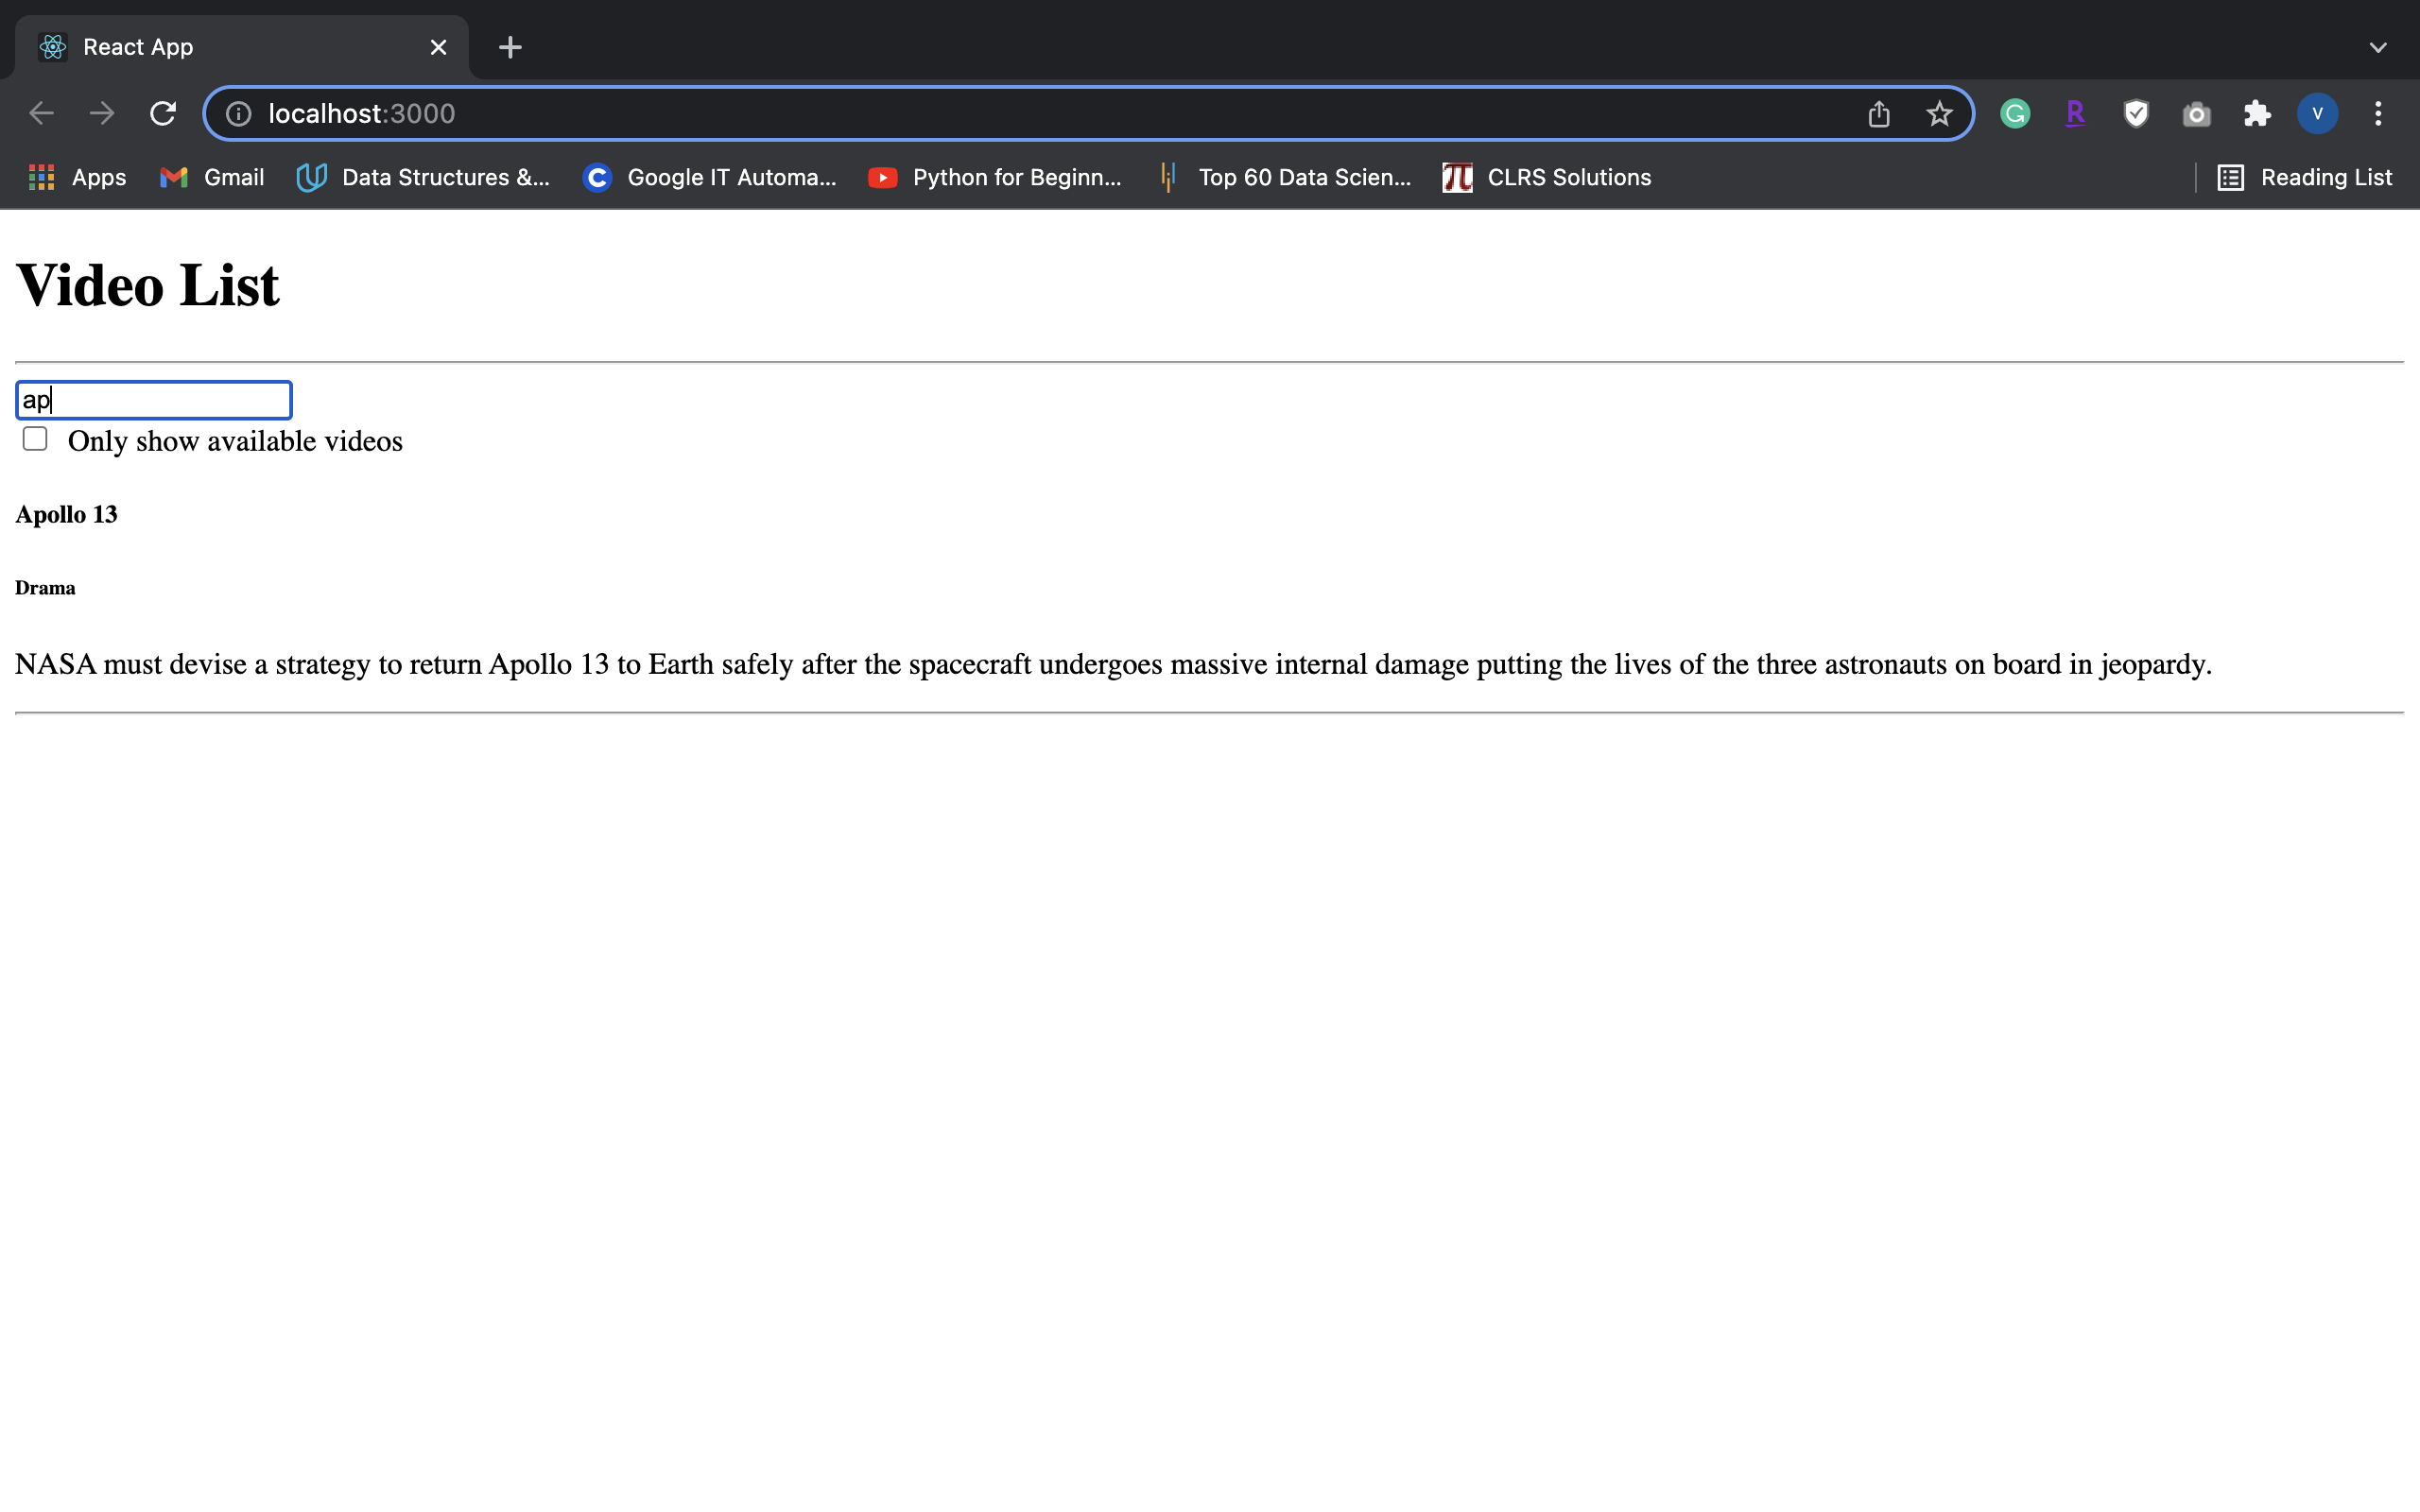 React App
localhost:3000
Apps Gmail Data Structures &... Google IT Automa... Python for Beginn... Top 60 Data Scien... CLRS Solutions Reading List
Video List
ap
Only show available videos
Apollo 13
Drama
NASA must devise a strategy to return Apollo 13 to Earth safely after the spacecraft undergoes massive internal damage putting the lives of the three astronauts on board in jeopardy.